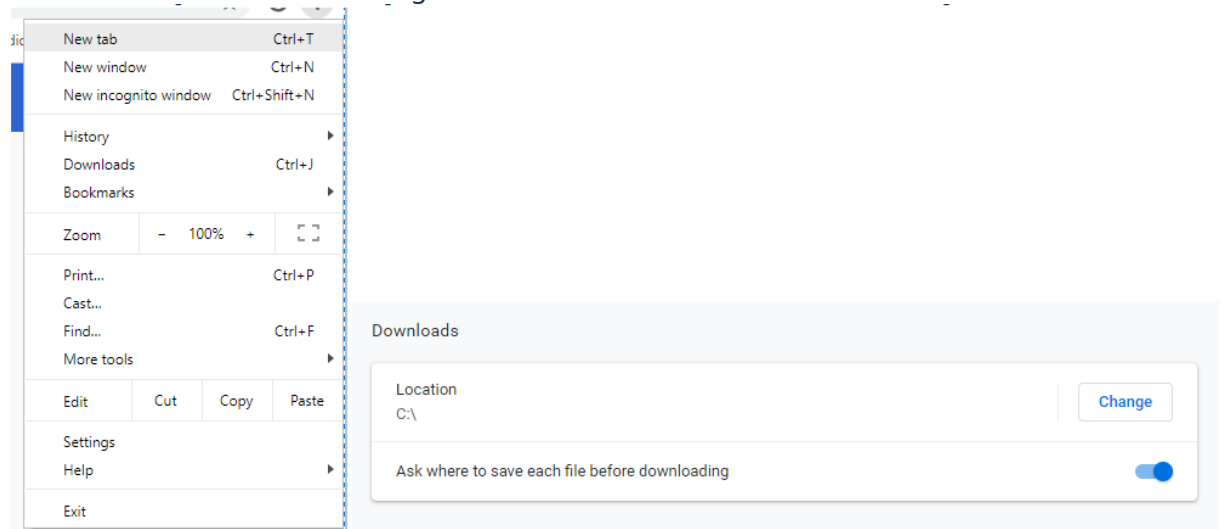 New tab Ctrl+T
New window Ctrl+N
New incognito window Ctrl+Shift+N
History
Downloads Ctrl+J
Bookmarks
Zoom - 100% +
Print... Ctrl+P
Cast...
Find... Ctrl+F
More tools
Edit Cut Copy Paste
Settings
Help
Exit
Downloads
Location
C:\
Change
Ask where to save each file before downloading